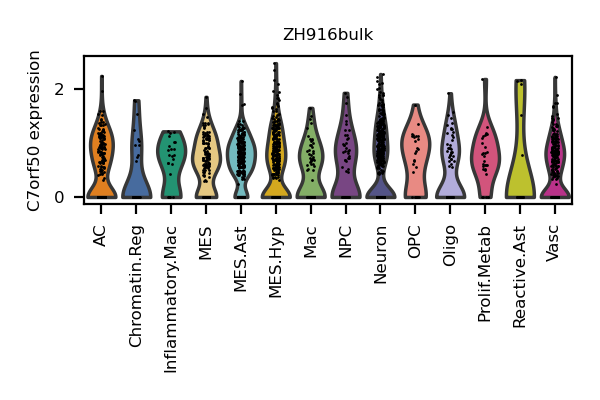 ZH916bulk
C7orf50 expression
2
0
AC
Chromatin.Reg
Inflammatory.Mac
MES
MES.Ast
MES.Hyp
Mac
NPC
Neuron
OPC
Oligo
Prolif.Metab
Reactive.Ast
Vasc